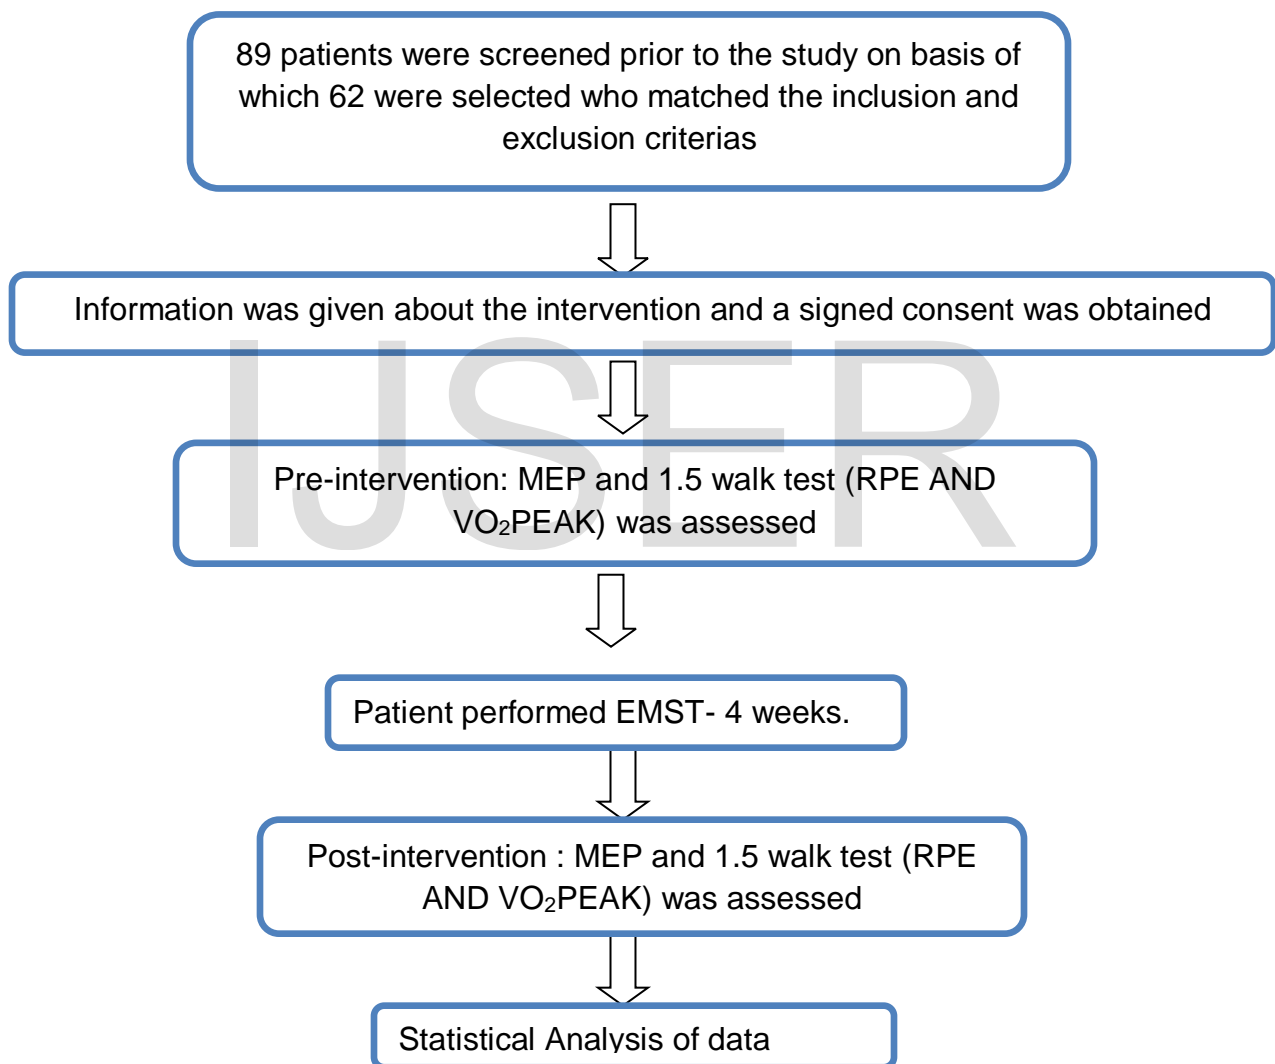 89 patients were screened prior to the study on basis of
which 62 were selected who matched the inclusion and
exclusion criterias
Information was given about the intervention and a signed consent was obtained
IJSER
Pre-intervention: MEP and 1.5 walk test (RPE AND
VO₂PEAK) was assessed
Patient performed EMST- 4 weeks.
Post-intervention : MEP and 1.5 walk test (RPE
AND VO₂PEAK) was assessed
Statistical Analysis of data